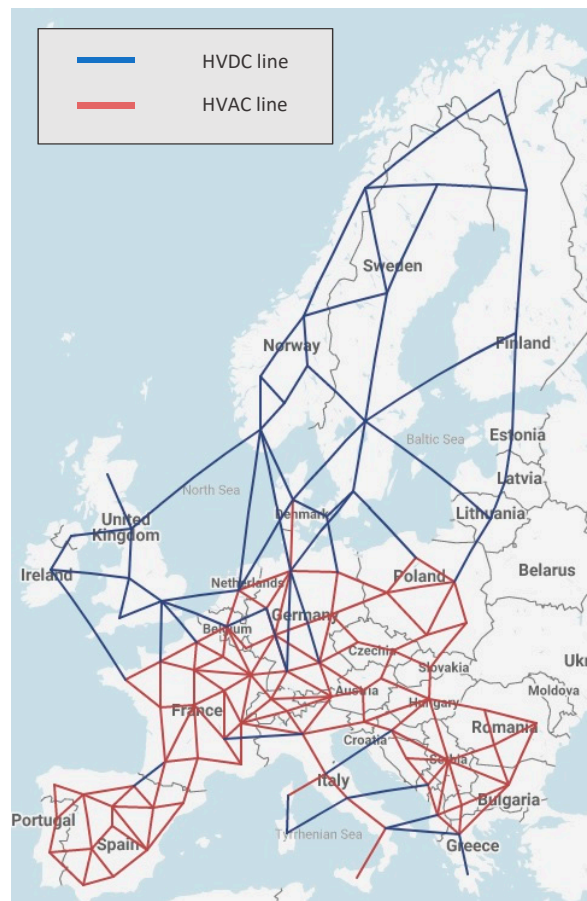 HVDC line
HVAC line
Sweden
Norway
Finland
Baltic Sea
Estonia
North Sea
Latvia
Denmark
Lithuania
United
Kingdom
Ireland
Netherlands
Poland
Belarus
Germany
Belgium
Czechia
Slovakia
Ukr
Austria
Moldova
Hungary
France
Romania
Croatia
Serbia
Italy
Bulgaria
Portugal
Spain
Tyrrhenian Sea
Greece